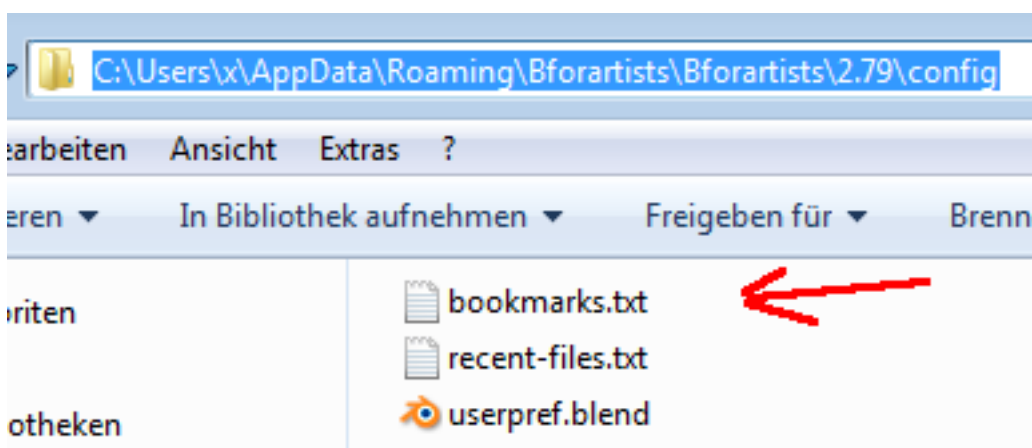 C:\Users\x\AppData\Roaming\Bforartists\Bforartists\2.79\config
earbeiten Ansicht Extras ?
eren In Bibliothek aufnehmen Freigeben für Brenn
oriten
bookmarks.txt
recent-files.txt
userpref.blend
otheken